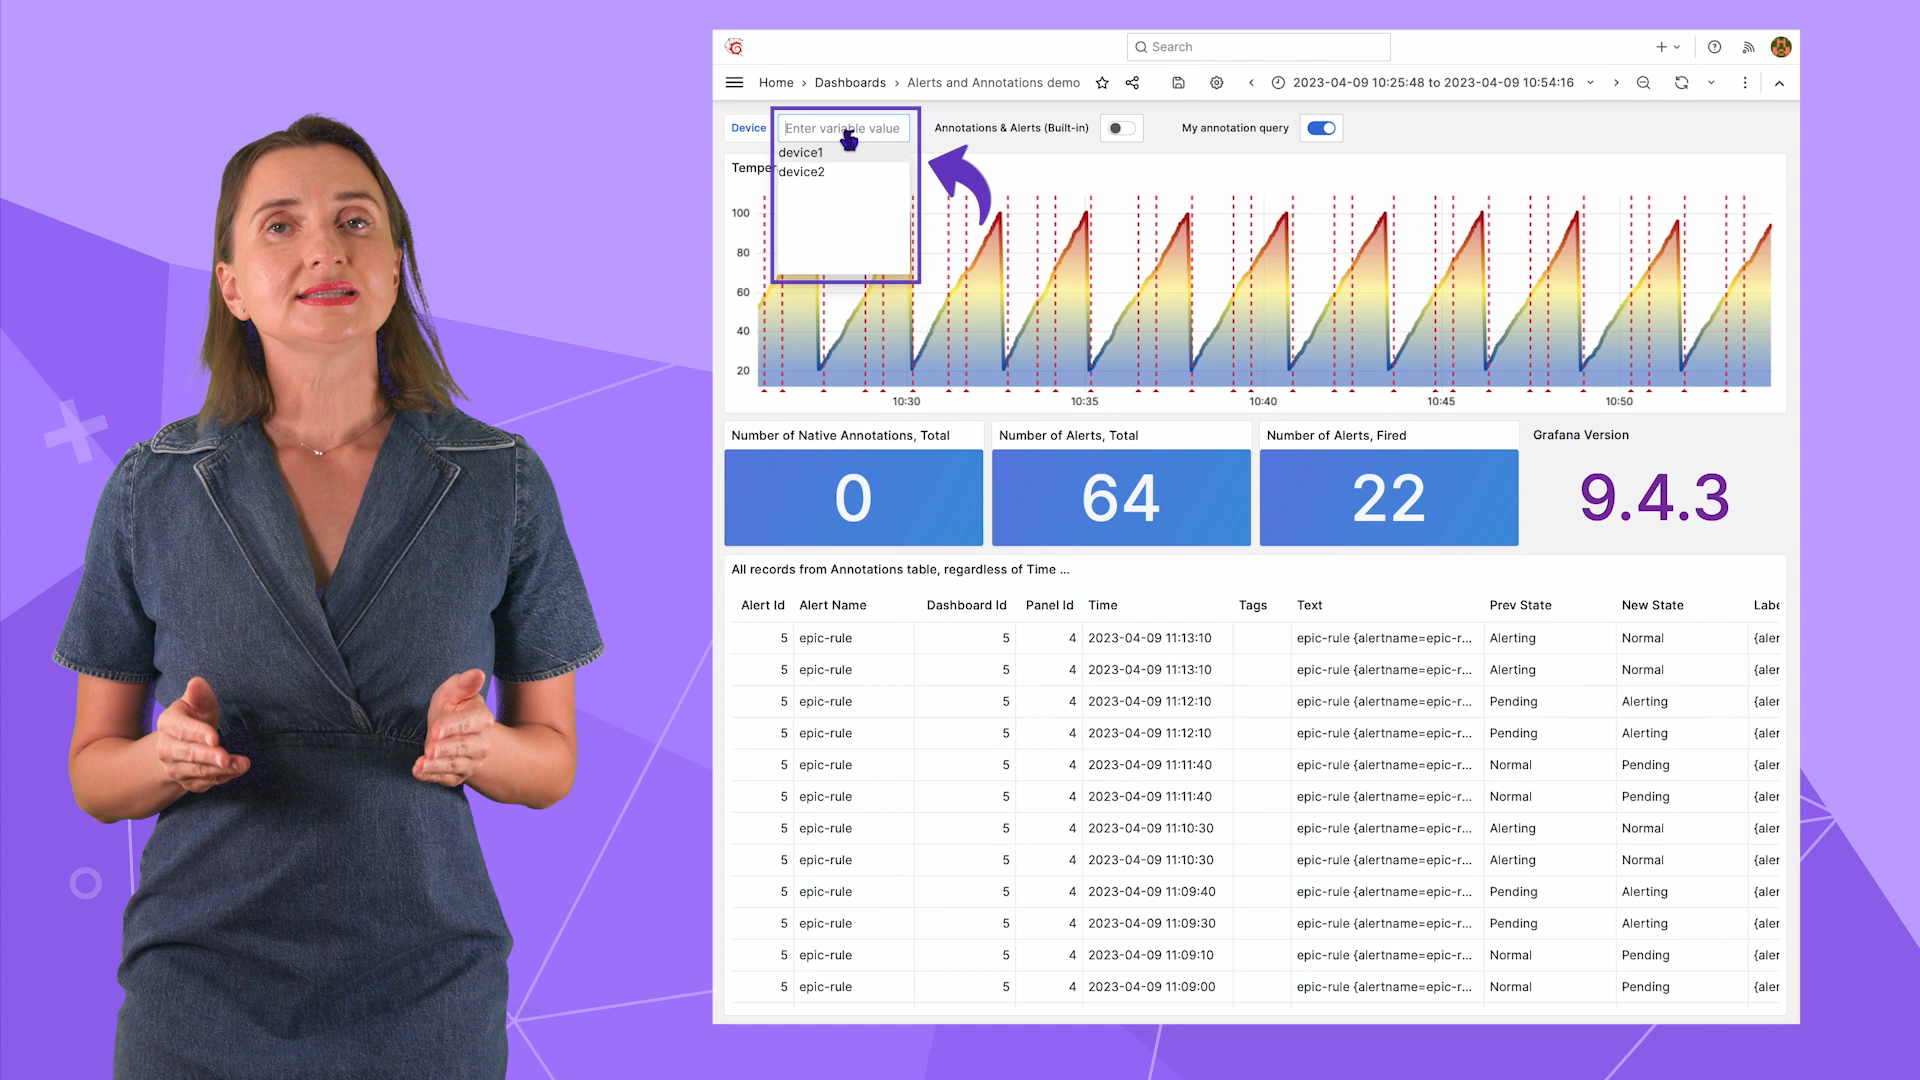 Search
Home › Dashboards › Alerts and Annotations demo
2023-04-09 10:25:48 to 2023-04-09 10:54:16
Device
Enter variable value
Annotations & Alerts (Built-in)
My annotation query
device1
device2
Temper
100
80
60
40
20
10:30 10:35 10:40 10:45 10:50
Number of Native Annotations, Total
0
Number of Alerts, Total
64
Number of Alerts, Fired
22
Grafana Version
9.4.3
All records from Annotations table, regardless of Time ...
Alert Id Alert Name Dashboard Id Panel Id Time Tags Text Prev State New State Labe
5 epic-rule 5 4 2023-04-09 11:13:10 epic-rule {alertname=epic-r... Alerting Normal {aler
5 epic-rule 5 4 2023-04-09 11:13:10 epic-rule {alertname=epic-r... Alerting Normal {aler
5 epic-rule 5 4 2023-04-09 11:12:10 epic-rule {alertname=epic-r... Pending Alerting {aler
5 epic-rule 5 4 2023-04-09 11:12:10 epic-rule {alertname=epic-r... Pending Alerting {aler
5 epic-rule 5 4 2023-04-09 11:11:40 epic-rule {alertname=epic-r... Normal Pending {aler
5 epic-rule 5 4 2023-04-09 11:11:40 epic-rule {alertname=epic-r... Normal Pending {aler
5 epic-rule 5 4 2023-04-09 11:10:30 epic-rule {alertname=epic-r... Alerting Normal {aler
5 epic-rule 5 4 2023-04-09 11:10:30 epic-rule {alertname=epic-r... Alerting Normal {aler
5 epic-rule 5 4 2023-04-09 11:09:40 epic-rule {alertname=epic-r... Pending Alerting {aler
5 epic-rule 5 4 2023-04-09 11:09:30 epic-rule {alertname=epic-r... Pending Alerting {aler
5 epic-rule 5 4 2023-04-09 11:09:10 epic-rule {alertname=epic-r... Normal Pending {aler
5 epic-rule 5 4 2023-04-09 11:09:00 epic-rule {alertname=epic-r... Normal Pending {aler